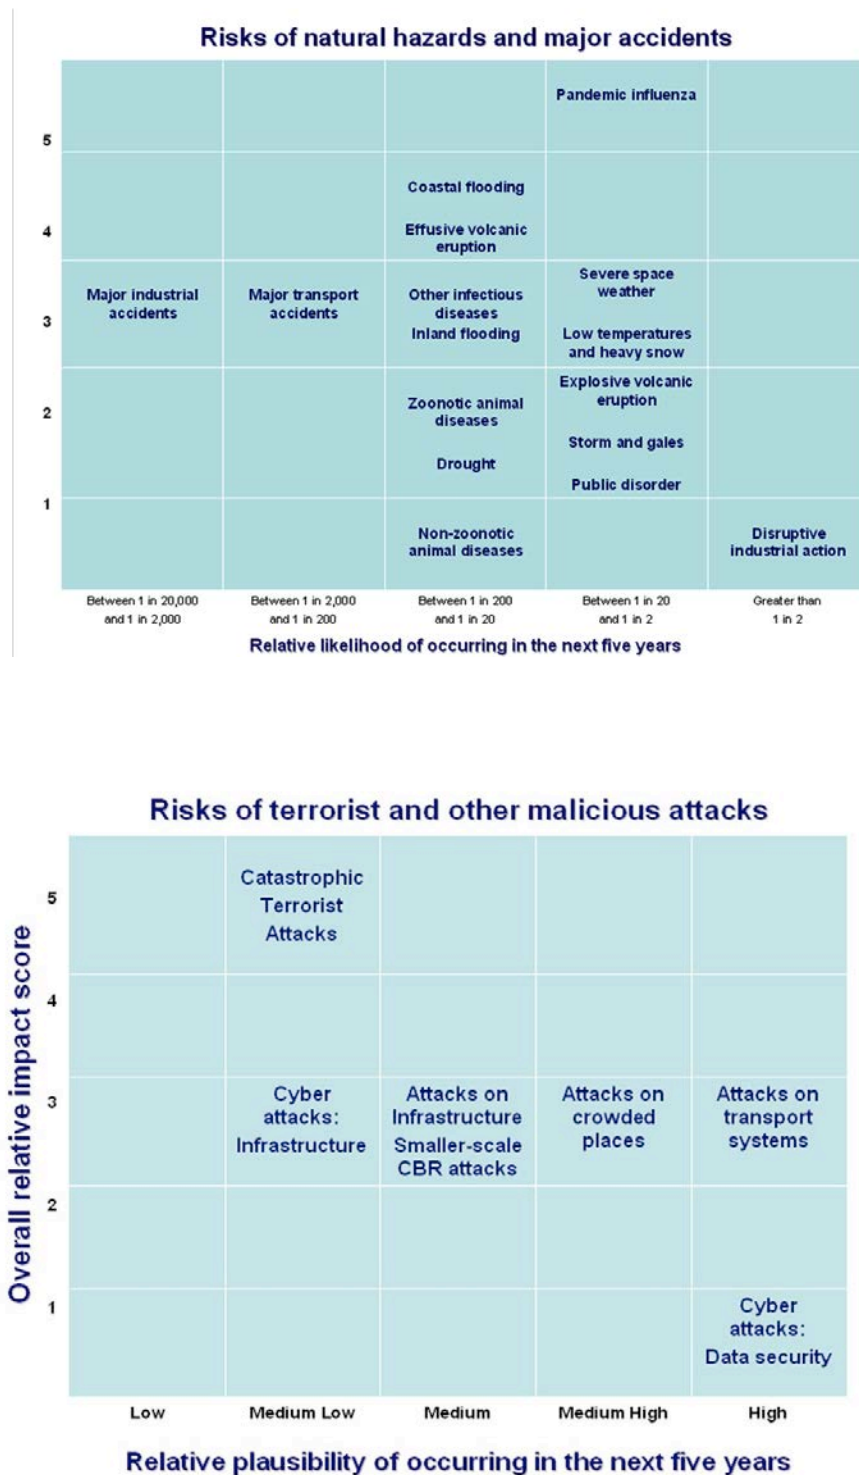 Risks of natural hazards and major accidents
Pandemic influenza
5
Coastal flooding
4
Effusive volcanic
eruption
Severe space
weather
Major industrial
accidents
Major transport
accidents
Other infectious
diseases
3
Inland flooding
Low temperatures
and heavy snow
Explosive volcanic
eruption
2
Zoonotic animal
diseases
Storm and gales
Drought
Public disorder
1
Non-zoonotic
animal diseases
Disruptive
industrial action
Between 1 in 20,000
and 1 in 2,000
Between 1 in 2,000
and 1 in 200
Between 1 in 200
and 1 in 20
Between 1 in 20
and 1 in 2
Greater than
1 in 2
Relative likelihood of occurring in the next five years
Risks of terrorist and other malicious attacks
Overall relative impact score
5
Catastrophic
Terrorist
Attacks
4
3
Cyber
attacks:
Infrastructure
Attacks on
Infrastructure
Smaller-scale
CBR attacks
Attacks on
crowded
places
Attacks on
transport
systems
2
1
Cyber
attacks:
Data security
Low
Medium Low
Medium
Medium High
High
Relative plausibility of occurring in the next five years